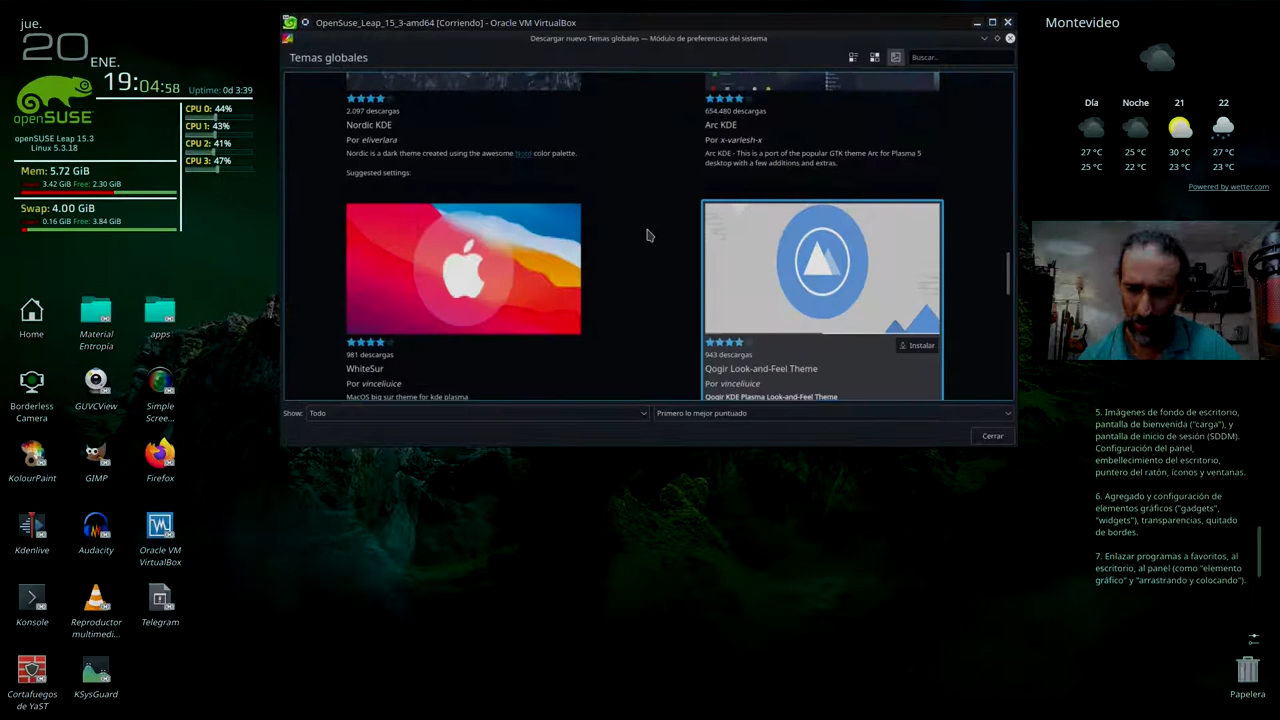 jue.
20
ENE.
19:04:58
Uptime: 0d 3:39
openSUSE
openSUSE Leap 15.3
Linux 5.3.18
CPU 0: 44%
CPU 1: 43%
CPU 2: 41%
CPU 3: 47%
Mem: 5.72 GiB
3.42 GiB Free: 2.30 GiB
Swap: 4.00 GiB
0.16 GiB Free: 3.84 GiB
Home
Material Entropía
apps
Borderless Camera
GUVCView
Simple Scree...
KolourPaint
GIMP
Firefox
Kdenlive
Audacity
Oracle VM VirtualBox
Konsole
Reproductor multimedi...
Telegram
Cortafuegos de YaST
KSysGuard
OpenSuse_Leap_15_3-amd64 [Corriendo] - Oracle VM VirtualBox
Descargar nuevo Temas globales — Módulo de preferencias del sistema
Temas globales
Buscar...
2.097 descargas
Nordic KDE
Por eliverlara
Nordic is a dark theme created using the awesome Nord color palette.
Suggested settings:
654.480 descargas
Arc KDE
Por x-varlesh-x
Arc KDE - This is a port of the popular GTK theme Arc for Plasma 5
desktop with a few additions and extras.
981 descargas
WhiteSur
Por vinceliuice
MacOS big sur theme for kde plasma
Instalar
943 descargas
Qogir Look-and-Feel Theme
Por vinceliuice
Qogir KDE Plasma Look-and-Feel Theme
Show:
Todo
Primero lo mejor puntuado
Cerrar
Montevideo
Día
Noche
21
22
27 °C
25 °C
30 °C
27 °C
25 °C
22 °C
23 °C
23 °C
Powered by wetter.com
5. Imágenes de fondo de escritorio,
pantalla de bienvenida ("carga"), y
pantalla de inicio de sesión (SDDM).
Configuración del panel,
embellecimiento del escritorio,
puntero del ratón, íconos y ventanas.
6. Agregado y configuración de
elementos gráficos ("gadgets",
"widgets"), transparencias, quitado
de bordes.
7. Enlazar programas a favoritos, al
escritorio, al panel (como "elemento
gráfico" y "arrastrando y colocando").
Papelera